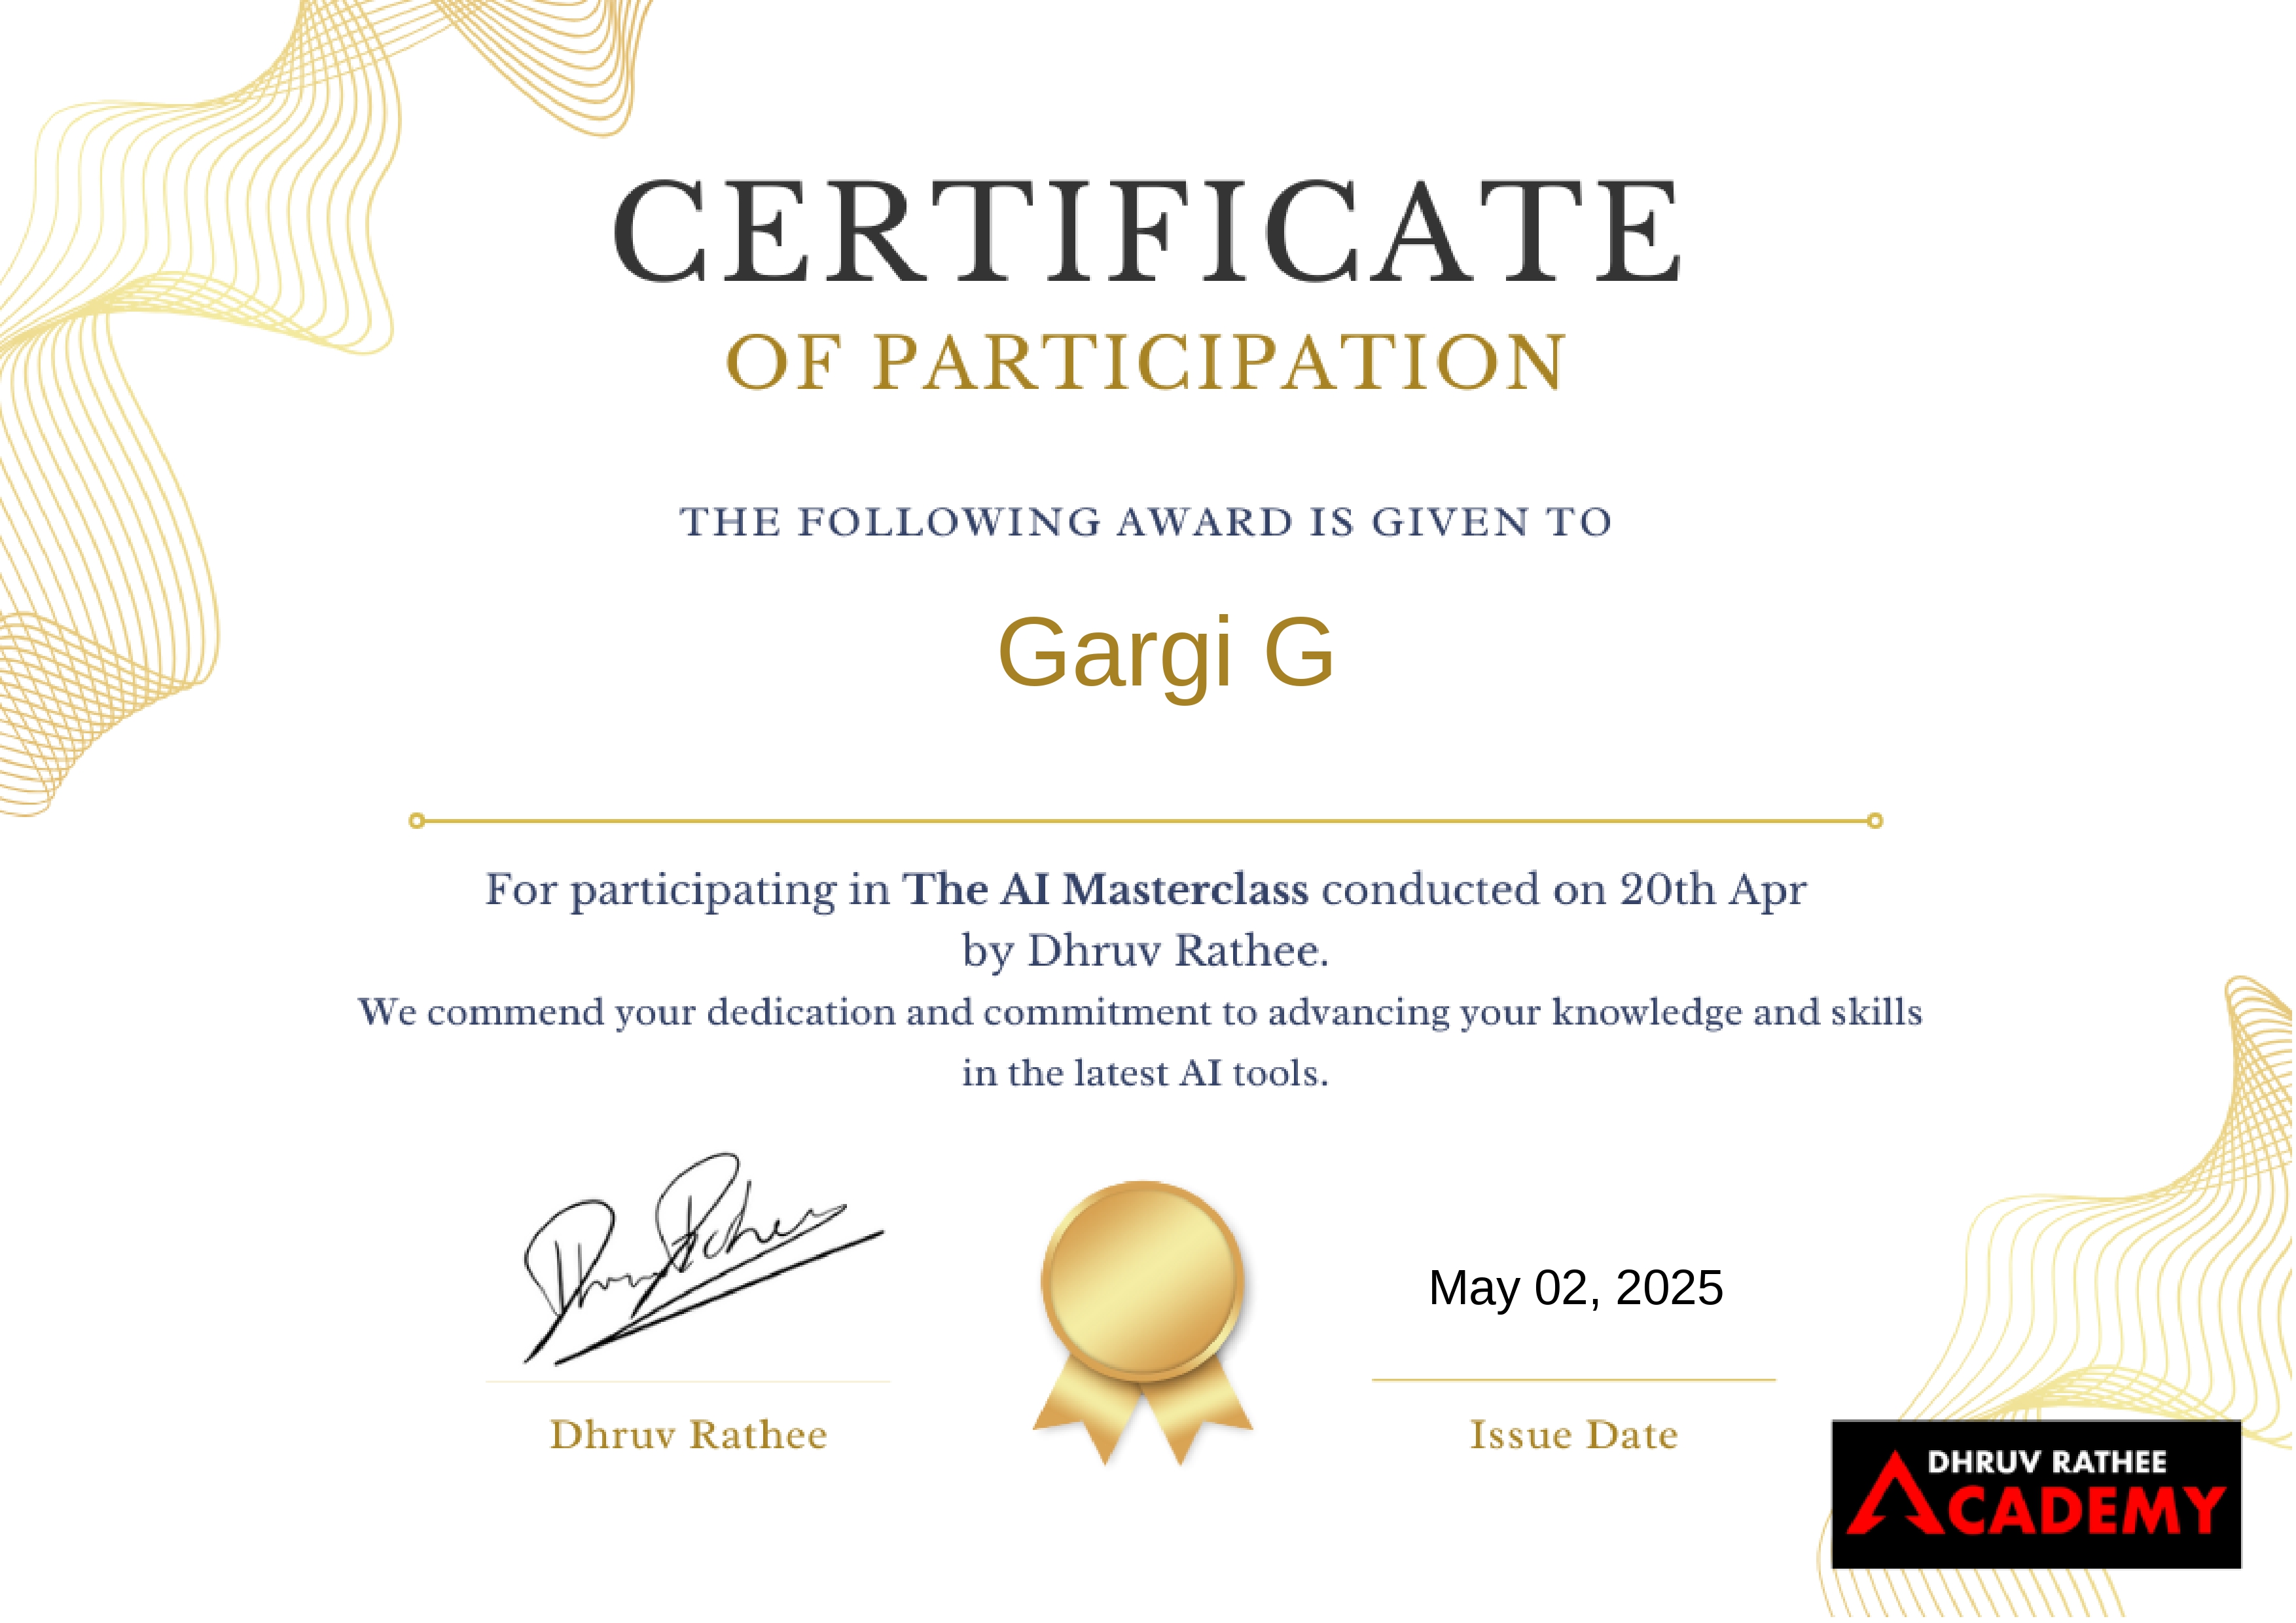 CERTIFICATE
OF PARTICIPATION
THE FOLLOWING AWARD IS GIVEN TO
Gargi G
For participating in The AI Masterclass conducted on 20th Apr
by Dhruv Rathee.
We commend your dedication and commitment to advancing your knowledge and skills
in the latest AI tools.
May 02, 2025
Dhruv Rathee
Issue Date
DHRUV RATHEE
ACADEMY